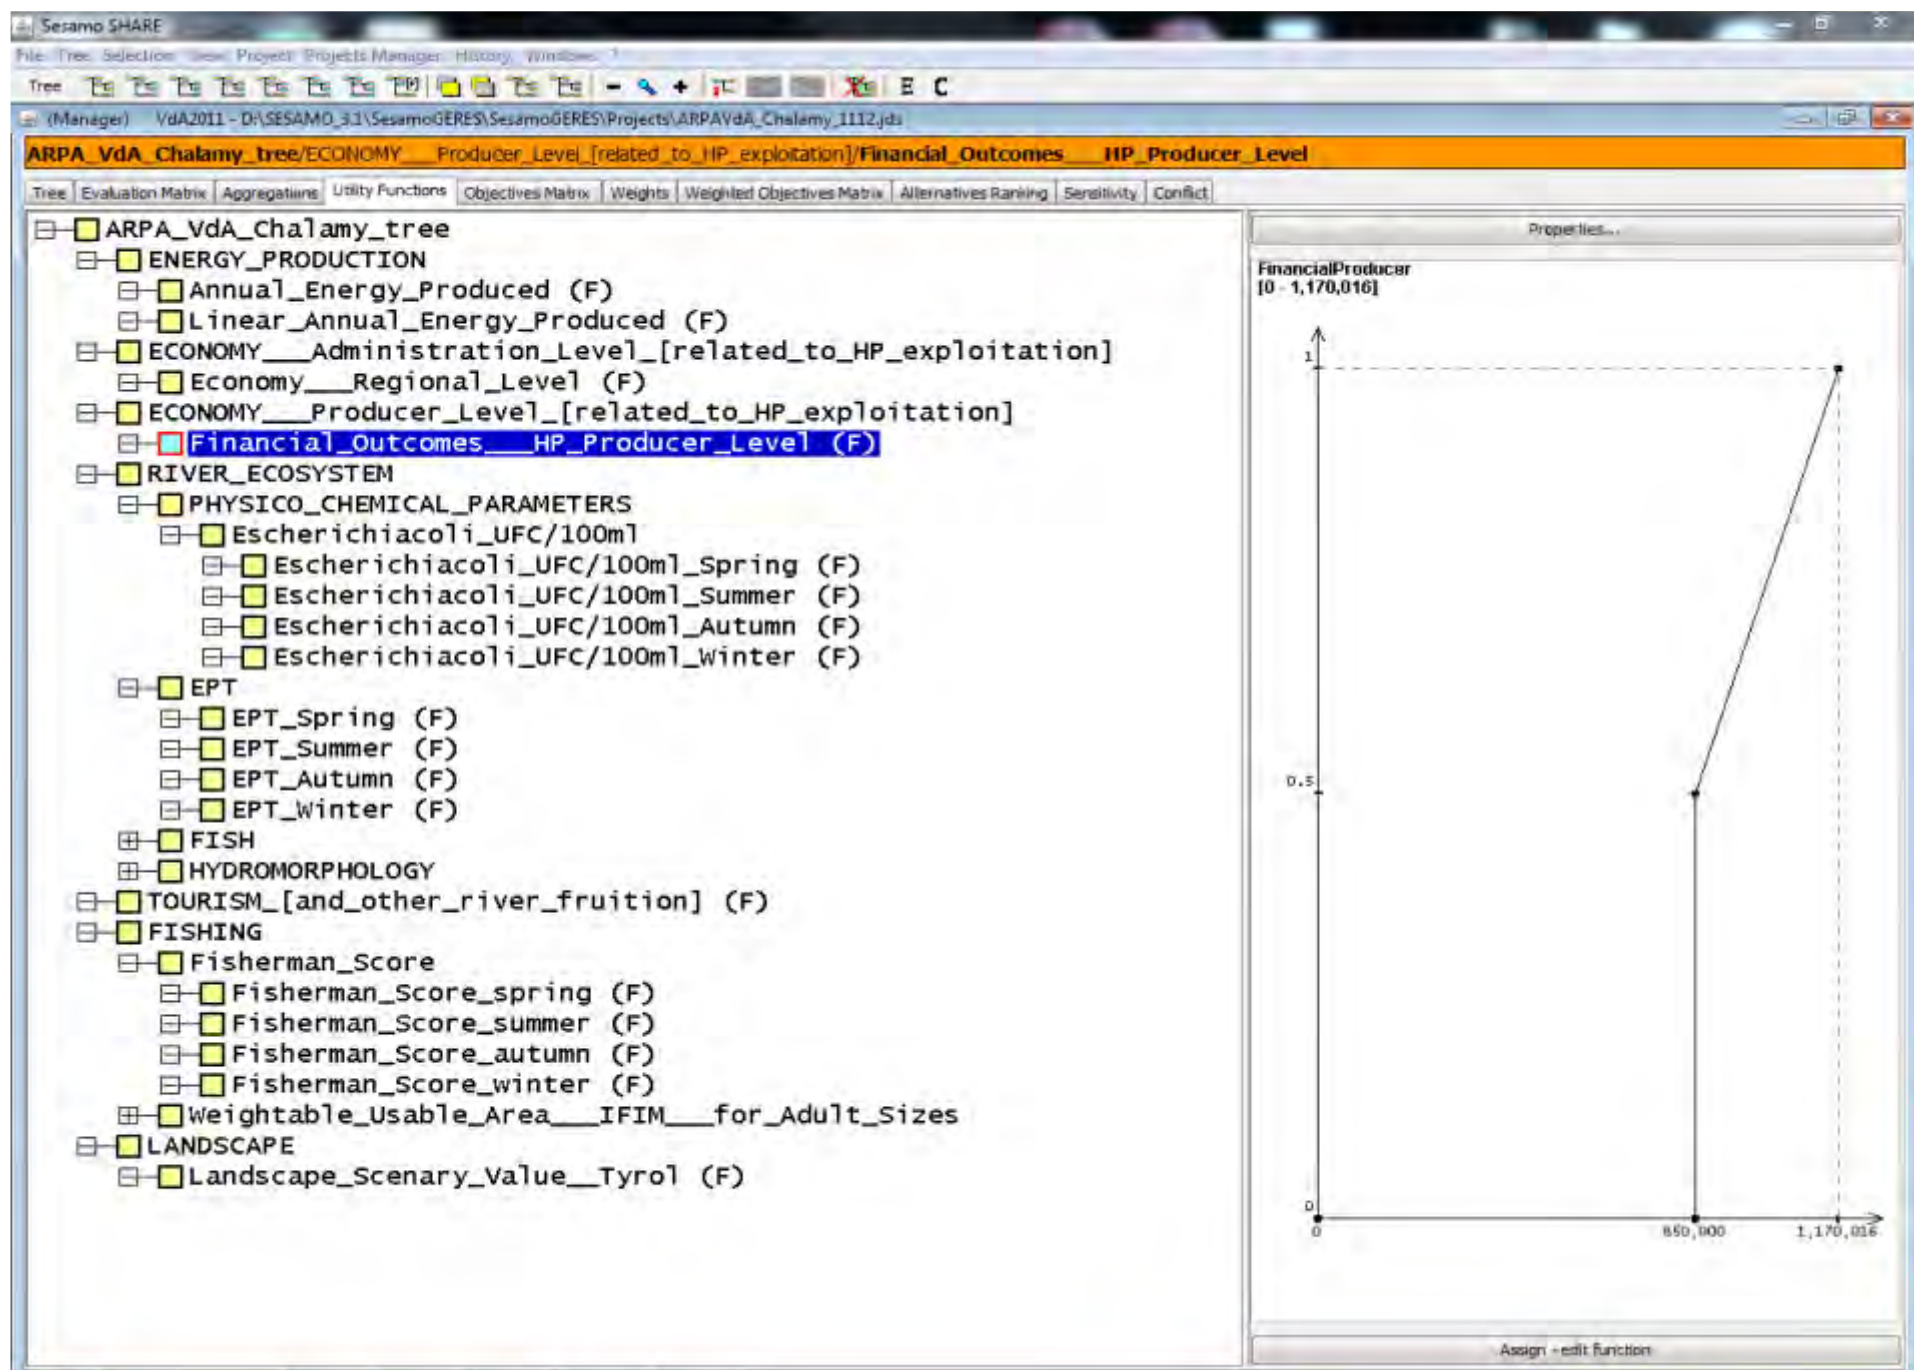 Sesamo SHARE
File Tree Selection View Project Projects Manager History Windows ?
Tree E C
(Manager) VdA2011 - D:\SESAMO_3.1\SesamoGERES\SesamoGERES\Projects\ARPAVdA_Chalamy_1112.jds
ARPA_VdA_Chalamy_tree/ECONOMY___Producer_Level_[related_to_HP_exploitation]/Financial_Outcomes___HP_Producer_Level
Tree Evaluation Matrix Aggregations Utility Functions Objectives Matrix Weights Weighted Objectives Matrix Alternatives Ranking Sensitivity Conflict
ARPA_VdA_Chalamy_tree
ENERGY_PRODUCTION
Annual_Energy_Produced (F)
Linear_Annual_Energy_Produced (F)
ECONOMY___Administration_Level_[related_to_HP_exploitation]
Economy___Regional_Level (F)
ECONOMY___Producer_Level_[related_to_HP_exploitation]
Financial_Outcomes___HP_Producer_Level (F)
RIVER_ECOSYSTEM
PHYSICO_CHEMICAL_PARAMETERS
Escherichiacoli_UFC/100ml
Escherichiacoli_UFC/100ml_Spring (F)
Escherichiacoli_UFC/100ml_Summer (F)
Escherichiacoli_UFC/100ml_Autumn (F)
Escherichiacoli_UFC/100ml_Winter (F)
EPT
EPT_Spring (F)
EPT_Summer (F)
EPT_Autumn (F)
EPT_Winter (F)
FISH
HYDROMORPHOLOGY
TOURISM_[and_other_river_fruition] (F)
FISHING
Fisherman_Score
Fisherman_Score_spring (F)
Fisherman_Score_summer (F)
Fisherman_Score_autumn (F)
Fisherman_Score_winter (F)
Weightable_Usable_Area___IFIM___for_Adult_Sizes
LANDSCAPE
Landscape_Scenary_Value__Tyrol (F)
Properties...
FinancialProducer
[0 - 1,170,016]
1
0.5
0
0 850,000 1,170,016
Assign - edit function